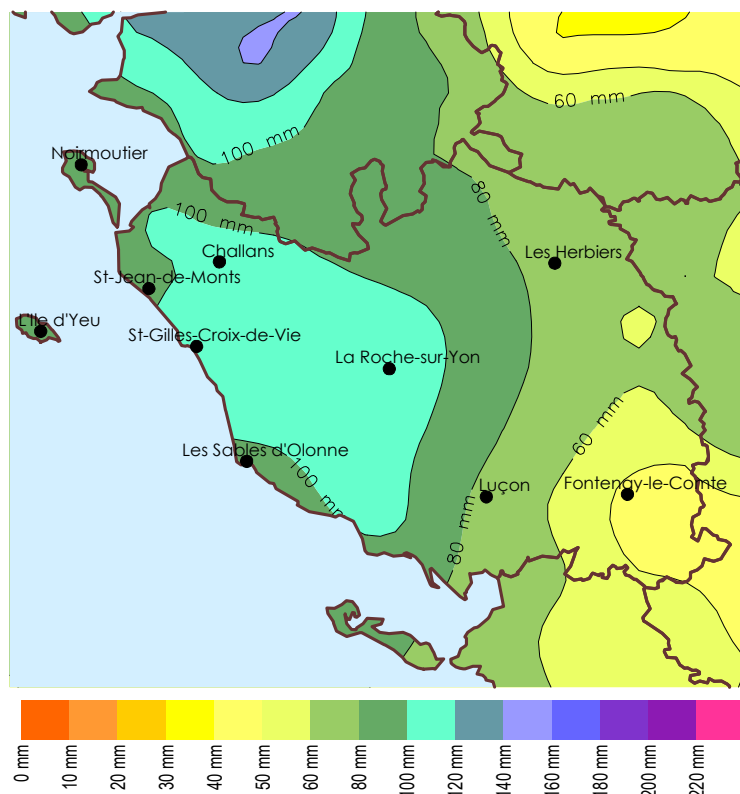 60 mm
100 mm
Noirmoutier
80 mm
100 mm
Challans
Les Herbiers
St-Jean-de-Monts
L'Ile d'Yeu
St-Gilles-Croix-de-Vie
La Roche-sur-Yon
60 mm
Les Sables d'Olonne
100 mm
Luçon
Fontenay-le-Comte
80 mm
0 mm
10 mm
20 mm
30 mm
40 mm
50 mm
60 mm
80 mm
100 mm
120 mm
140 mm
160 mm
180 mm
200 mm
220 mm